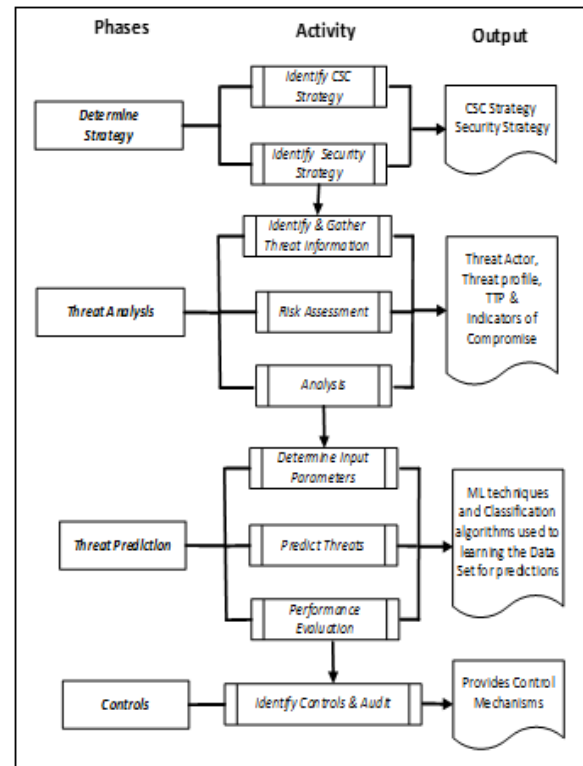 Phases
Activity
Output
Determine
Strategy
Identify CSC
Strategy
Identify Security
Strategy
CSC Strategy
Security Strategy
Threat Analysis
Identify & Gather
Threat Information
Risk Assessment
Analysis
Threat Actor,
Threat profile,
TTP &
Indicators of
Compromise
Threat Prediction
Determine Input
Parameters
Predict Threats
Performance
Evaluation
ML techniques
and Classification
algorithms used to
learning the Data
Set for predictions
Controls
Identify Controls & Audit
Provides Control
Mechanisms